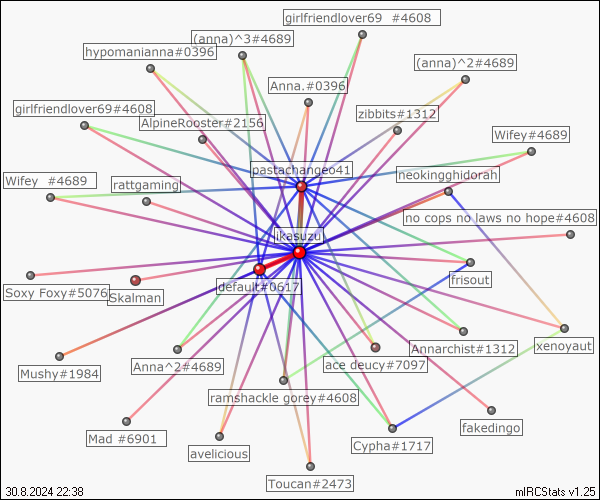 girlfriendlover69 #4608
(anna)^3#4689
hypomanianna#0396
(anna)^2#4689
Anna.#0396
girlfriendlover69#4608
AlpineRooster#2156
zibbits#1312
Wifey#4689
pastachangeo41
neokingghidorah
Wifey #4689
rattgaming
no cops no laws no hope#4608
ikasuzu
Soxy Foxy#5076
Skalman
default#0617
frisout
Annarchist#1312
xenoyaut
Mushy#1984
Anna^2#4689
ace deucy#7097
ramshackle gorey#4608
fakedingo
Mad #6901
avelicious
Cypha#1717
Toucan#2473
30.8.2024 22:38
mIRCStats v1.25